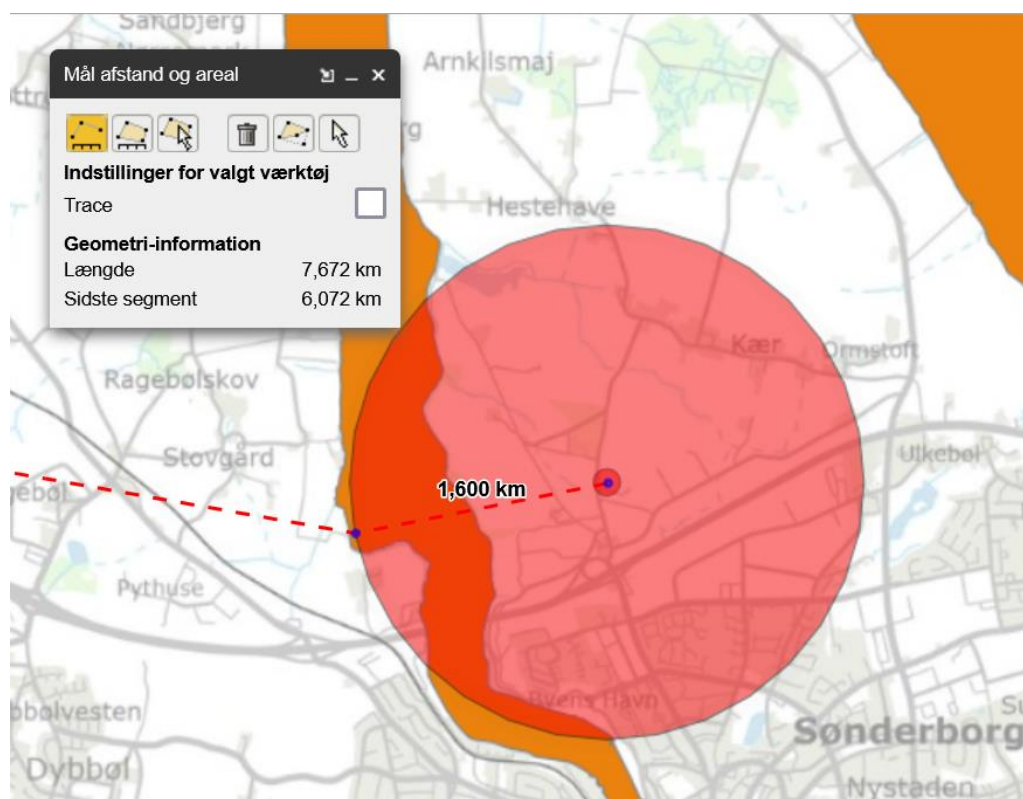 Sandbjerg
Mål afstand og areal
Arnkilsmaj
Indstillinger for valgt værktøj
Trace
Hestehave
Geometri-information
Længde 7,672 km
Sidste segment 6,072 km
Kær
Ormstoft
Ragebølskov
Stovgård
Ulkebøl
1,600 km
Pythuse
Byens Havn
Sønderborg
Dybbøl
Nystaden